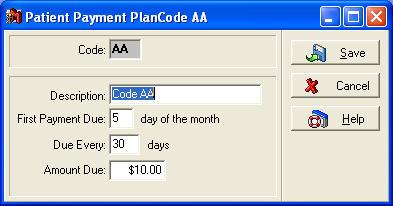 Patient Payment PlanCode AA
Code: AA
Save
Description: Code AA
Cancel
First Payment Due: 5 day of the month
Help
Due Every: 30 days
Amount Due: $10.00